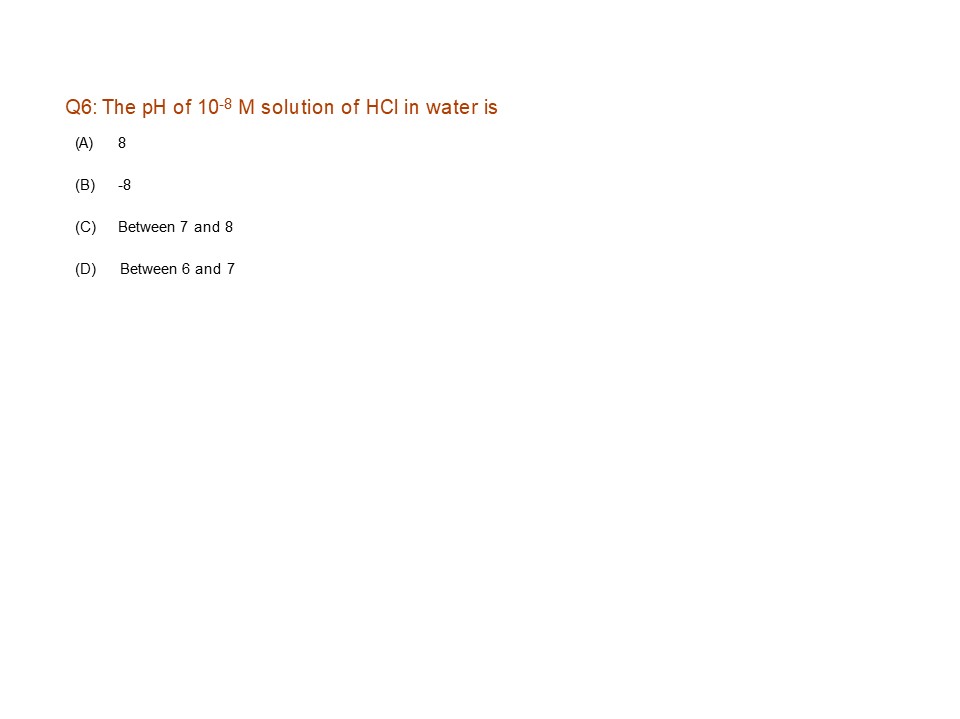 Q6: The pH of 10⁻⁸ M solution of HCl in water is
(A) 8
(B) -8
(C) Between 7 and 8
(D) Between 6 and 7